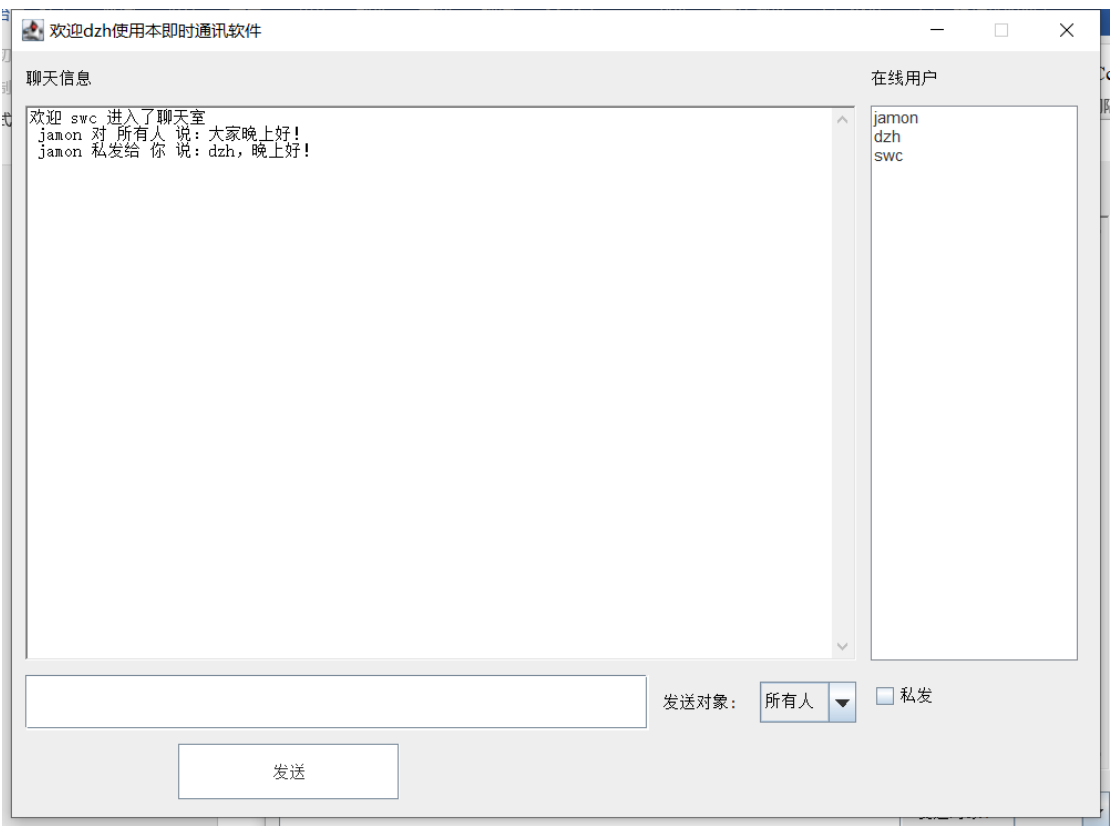 欢迎dzh使用本即时通讯软件
聊天信息
在线用户
欢迎 swc 进入了聊天室
jamon 对 所有人 说：大家晚上好！
jamon 私发给 你 说：dzh，晚上好！
jamon
dzh
swc
发送对象：
所有人
私发
发送